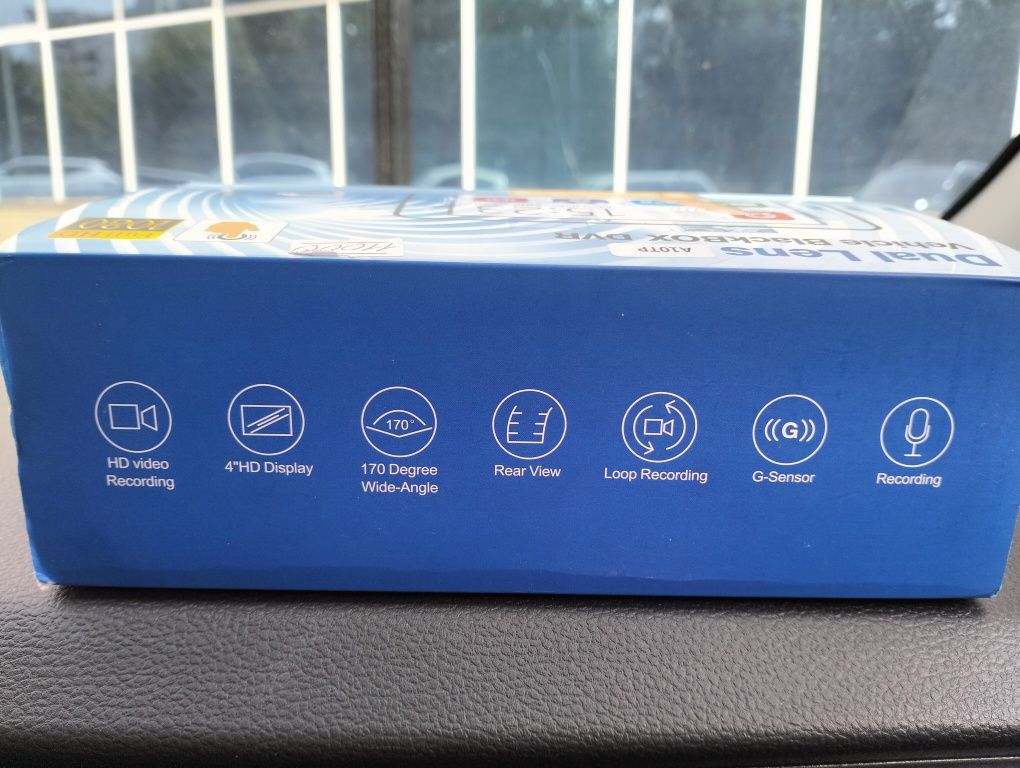 Dual Lens
Vehicle BlackBOX DVR
A10TP
HD video
Recording
4"HD Display
170°
170 Degree
Wide-Angle
Rear View
Loop Recording
((G))
G-Sensor
Recording